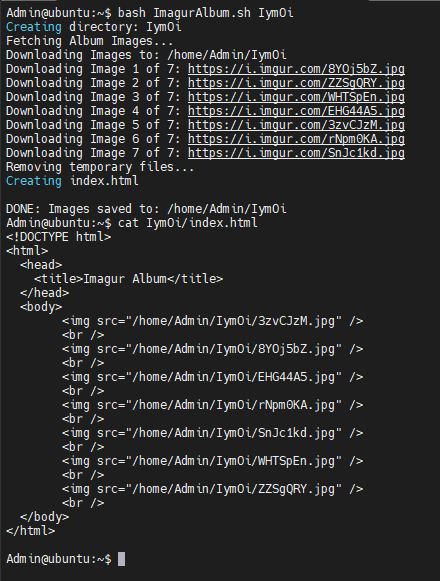 Admin@ubuntu:~$ bash ImagurAlbum.sh IymOi
Creating directory: IymOi
Fetching Album Images...
Downloading Images to: /home/Admin/IymOi
Downloading Image 1 of 7: https://i.imgur.com/8YOj5bZ.jpg
Downloading Image 2 of 7: https://i.imgur.com/ZZSgQRY.jpg
Downloading Image 3 of 7: https://i.imgur.com/WHTSpEn.jpg
Downloading Image 4 of 7: https://i.imgur.com/EHG44A5.jpg
Downloading Image 5 of 7: https://i.imgur.com/3zvCJzM.jpg
Downloading Image 6 of 7: https://i.imgur.com/rNpm0KA.jpg
Downloading Image 7 of 7: https://i.imgur.com/SnJc1kd.jpg
Removing temporary files...
Creating index.html

DONE: Images saved to: /home/Admin/IymOi
Admin@ubuntu:~$ cat IymOi/index.html
<!DOCTYPE html>
<html>
  <head>
    <title>Imagur Album</title>
  </head>
  <body>
        <img src="/home/Admin/IymOi/3zvCJzM.jpg" />
        <br />
        <img src="/home/Admin/IymOi/8YOj5bZ.jpg" />
        <br />
        <img src="/home/Admin/IymOi/EHG44A5.jpg" />
        <br />
        <img src="/home/Admin/IymOi/rNpm0KA.jpg" />
        <br />
        <img src="/home/Admin/IymOi/SnJc1kd.jpg" />
        <br />
        <img src="/home/Admin/IymOi/WHTSpEn.jpg" />
        <br />
        <img src="/home/Admin/IymOi/ZZSgQRY.jpg" />
        <br />
  </body>
</html>

Admin@ubuntu:~$